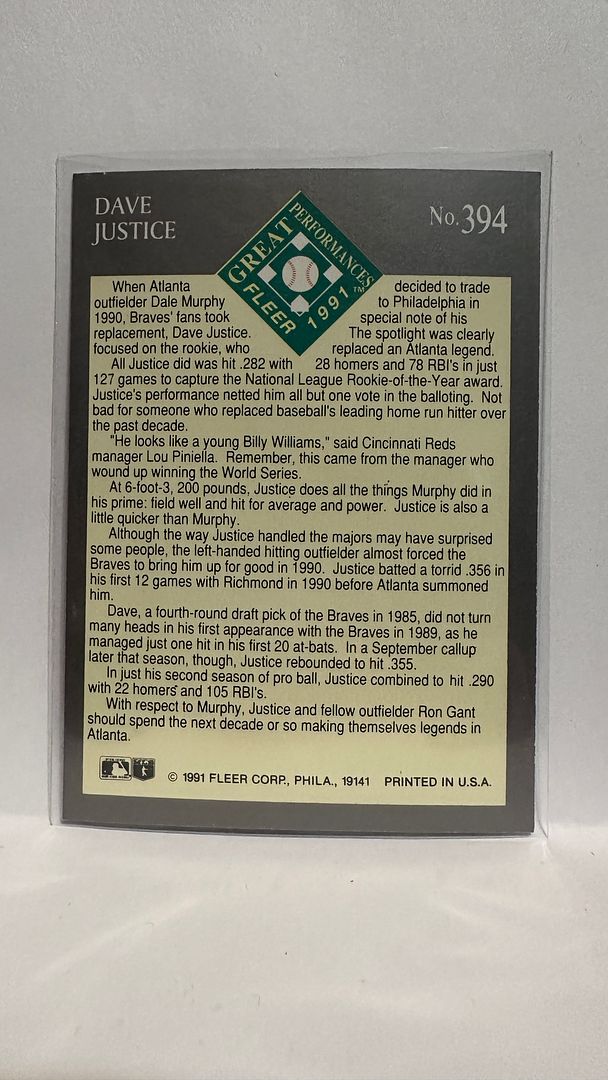 DAVE
JUSTICE
No. 394
GREAT
PERFORMANCES
FLEER
1991 TM
When Atlanta decided to trade
outfielder Dale Murphy to Philadelphia in
1990, Braves' fans took special note of his
replacement, Dave Justice. The spotlight was clearly
focused on the rookie, who replaced an Atlanta legend.
All Justice did was hit .282 with 28 homers and 78 RBI's in just
127 games to capture the National League Rookie-of-the-Year award.
Justice's performance netted him all but one vote in the balloting. Not
bad for someone who replaced baseball's leading home run hitter over
the past decade.
"He looks like a young Billy Williams," said Cincinnati Reds
manager Lou Piniella. Remember, this came from the manager who
wound up winning the World Series.
At 6-foot-3, 200 pounds, Justice does all the things Murphy did in
his prime: field well and hit for average and power. Justice is also a
little quicker than Murphy.
Although the way Justice handled the majors may have surprised
some people, the left-handed hitting outfielder almost forced the
Braves to bring him up for good in 1990. Justice batted a torrid .356 in
his first 12 games with Richmond in 1990 before Atlanta summoned
him.
Dave, a fourth-round draft pick of the Braves in 1985, did not turn
many heads in his first appearance with the Braves in 1989, as he
managed just one hit in his first 20 at-bats. In a September callup
later that season, though, Justice rebounded to hit .355.
In just his second season of pro ball, Justice combined to hit .290
with 22 homers and 105 RBI's.
With respect to Murphy, Justice and fellow outfielder Ron Gant
should spend the next decade or so making themselves legends in
Atlanta.
© 1991 FLEER CORP., PHILA., 19141 PRINTED IN U.S.A.